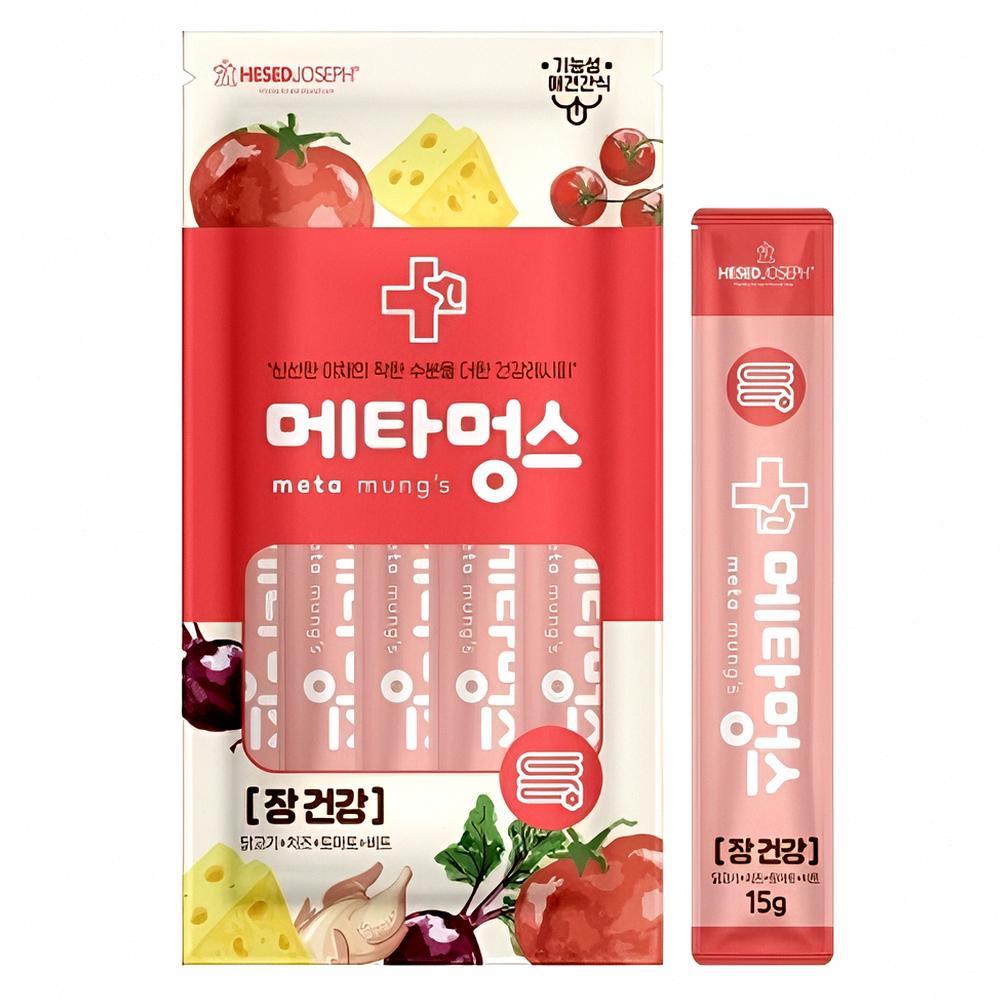 HESEDJOSEPH
기능성
애견간식
메타멍스
meta mung's
[장 건강]
닭고기•치즈•토마토•비트
HESEDJOSEPH
메타멍스
meta mung's
[장 건강]
15g